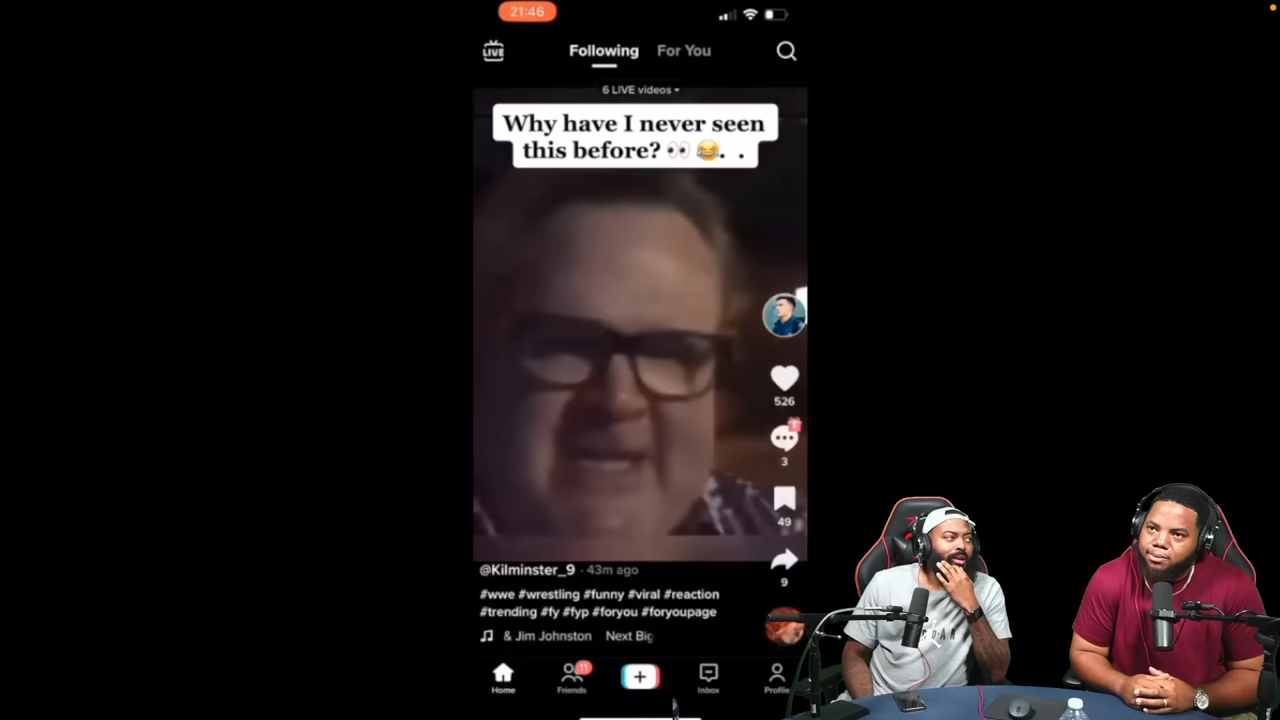 21:46
LIVE
Following For You
6 LIVE videos
Why have I never seen
this before? 👀 😂. .
526
3
49
9
@Kilminster_9 · 43m ago
#wwe #wrestling #funny #viral #reaction
#trending #fy #fyp #foryou #foryoupage
& Jim Johnston Next Big
11
Home Friends Inbox Profile